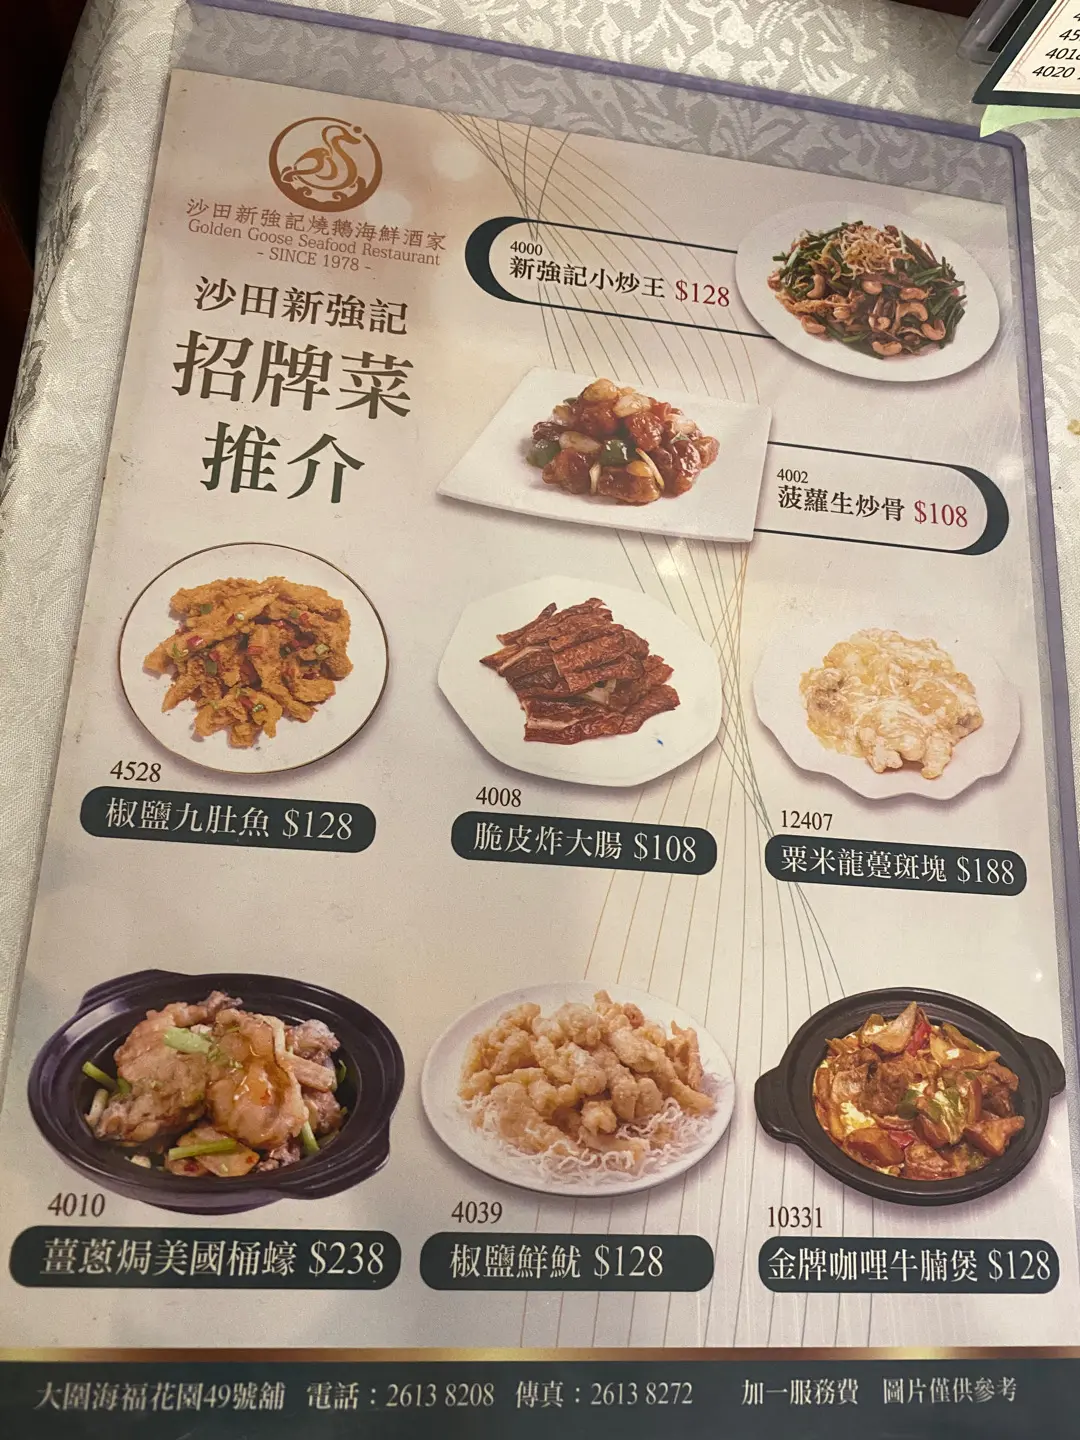 沙田新強記燒鵝海鮮酒家
Golden Goose Seafood Restaurant
- SINCE 1978 -
沙田新強記
招牌菜
推介
4000
新強記小炒王 $128
4002
菠蘿生炒骨 $108
4528
椒鹽九肚魚 $128
4008
脆皮炸大腸 $108
12407
粟米龍躉斑塊 $188
4010
薑蔥焗美國桶蠔 $238
4039
椒鹽鮮魷 $128
10331
金牌咖哩牛腩煲 $128
大圍海福花園49號舖 電話：2613 8208 傳真：2613 8272 加一服務費 圖片僅供參考
4018
4020